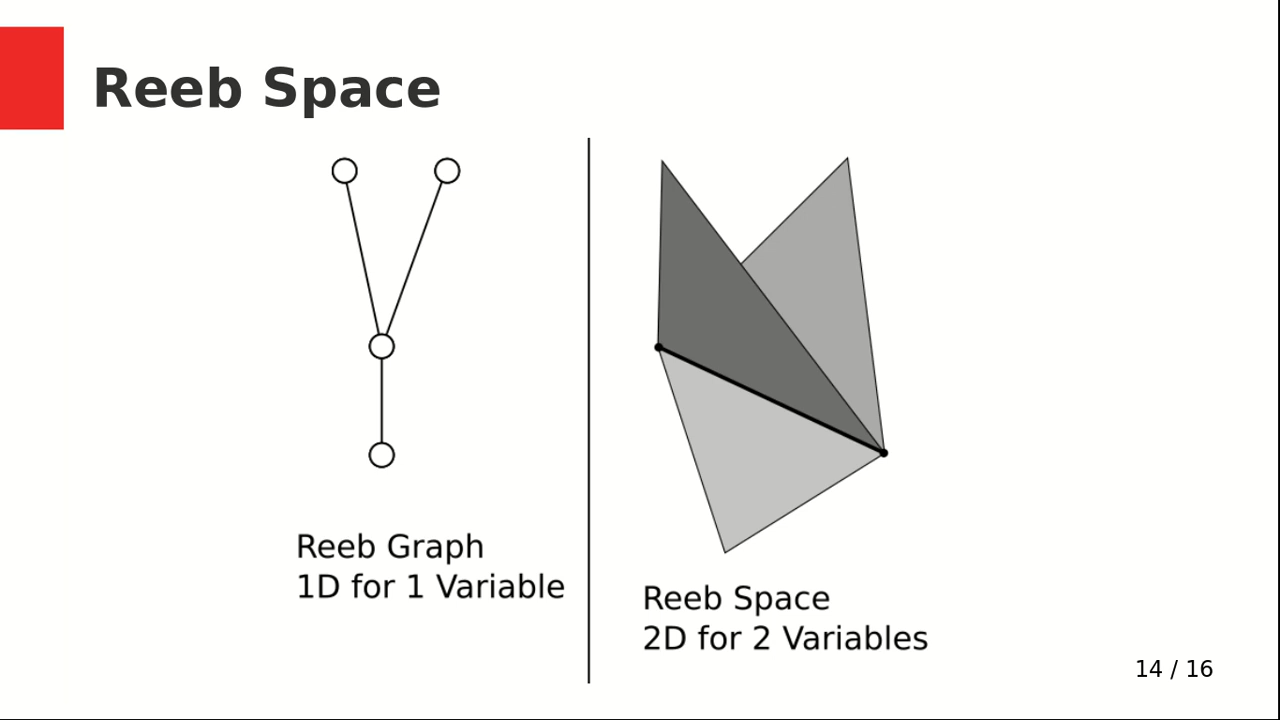 Reeb Space
Reeb Graph
1D for 1 Variable
Reeb Space
2D for 2 Variables
14 / 16